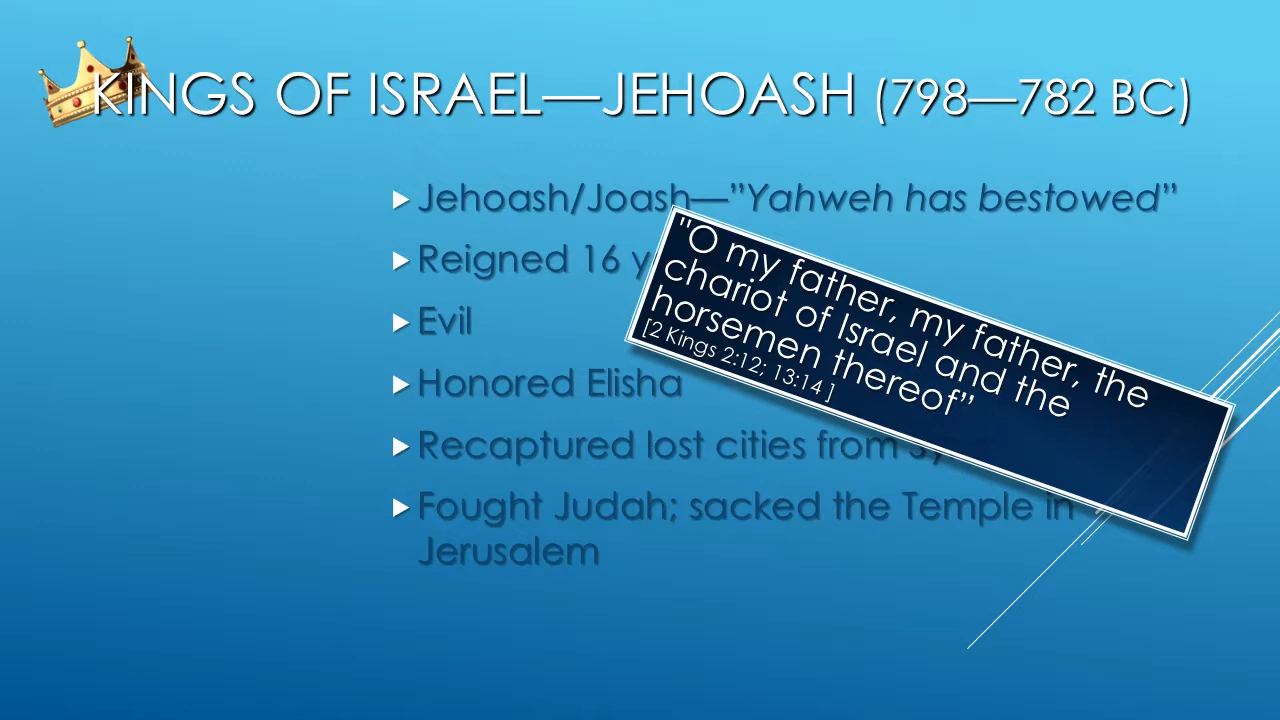 KINGS OF ISRAEL—JEHOASH (798—782 BC)
Jehoash/Joash—”Yahweh has bestowed”
Reigned 16
Evil
Honored Elisha
Recaptured lost cities from
Fought Judah; sacked the Temple in
Jerusalem
"O my father, my father, the
chariot of Israel and the
horsemen thereof”
[2 Kings 2:12; 13:14 ]